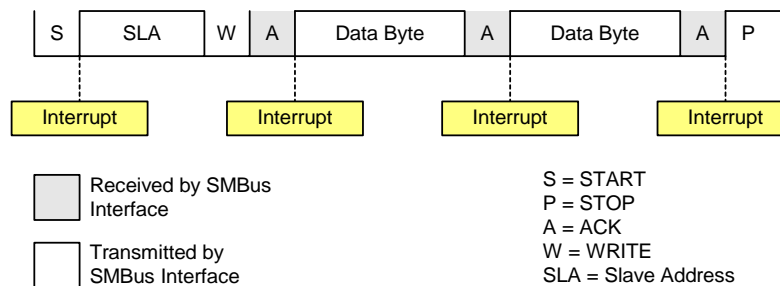 S SLA W A Data Byte A Data Byte A P
Interrupt Interrupt Interrupt Interrupt
Received by SMBus
Interface
Transmitted by
SMBus Interface
S = START
P = STOP
A = ACK
W = WRITE
SLA = Slave Address